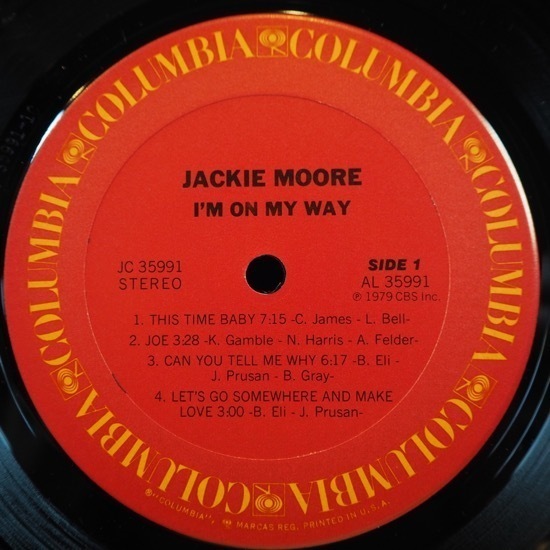 COLUMBIA COLUMBIA COLUMBIA COLUMBIA COLUMBIA COLUMBIA COLUMBIA COLUMBIA
JACKIE MOORE
I'M ON MY WAY
JC 35991
STEREO
SIDE 1
AL 35991
℗ 1979 CBS Inc.
1. THIS TIME BABY 7:15 -C. James - L. Bell-
2. JOE 3:28 -K. Gamble - N. Harris - A. Felder-
3. CAN YOU TELL ME WHY 6:17 -B. Eli -
J. Prusan - B. Gray-
4. LET'S GO SOMEWHERE AND MAKE
LOVE 3:00 -B. Eli - J. Prusan-
®"COLUMBIA", MARCAS REG. PRINTED IN U.S.A.